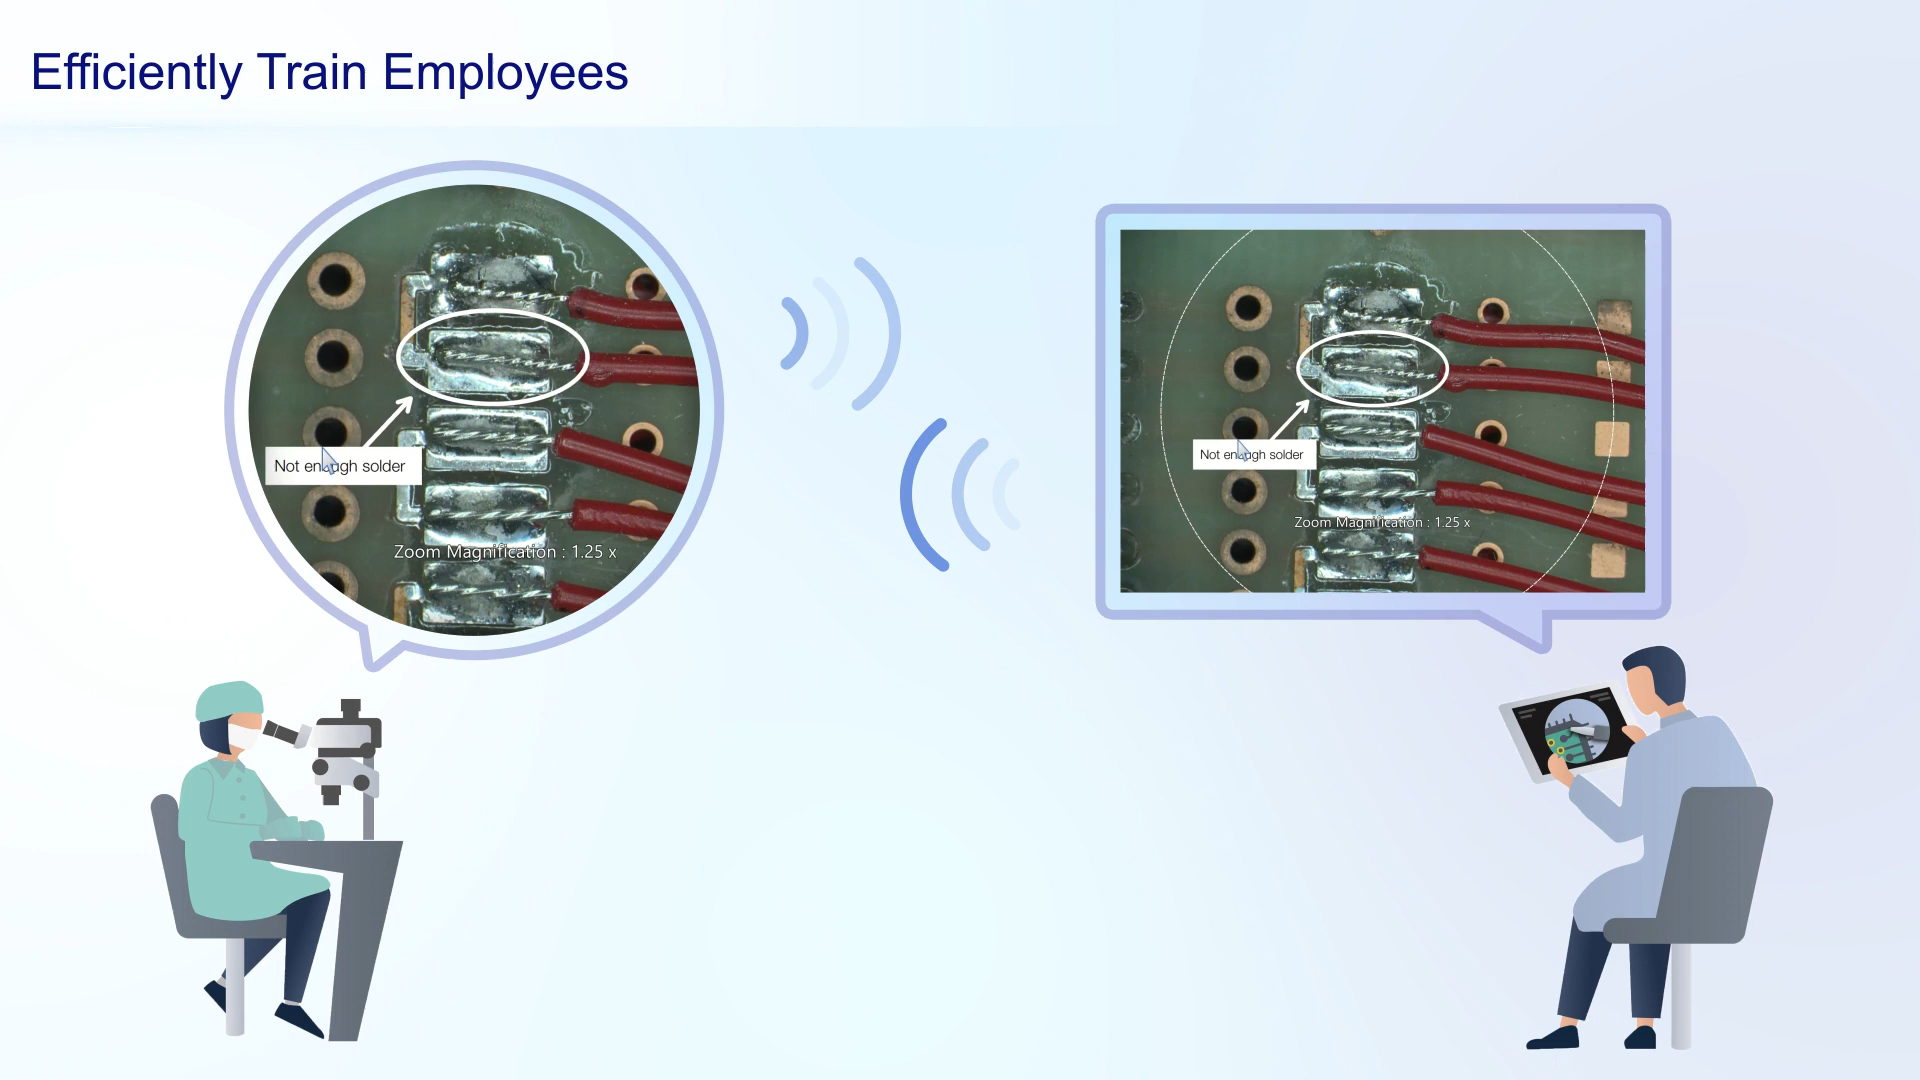 Efficiently Train Employees
Not enough solder
Zoom Magnification : 1.25 x
Not enough solder
Zoom Magnification : 1.25 x